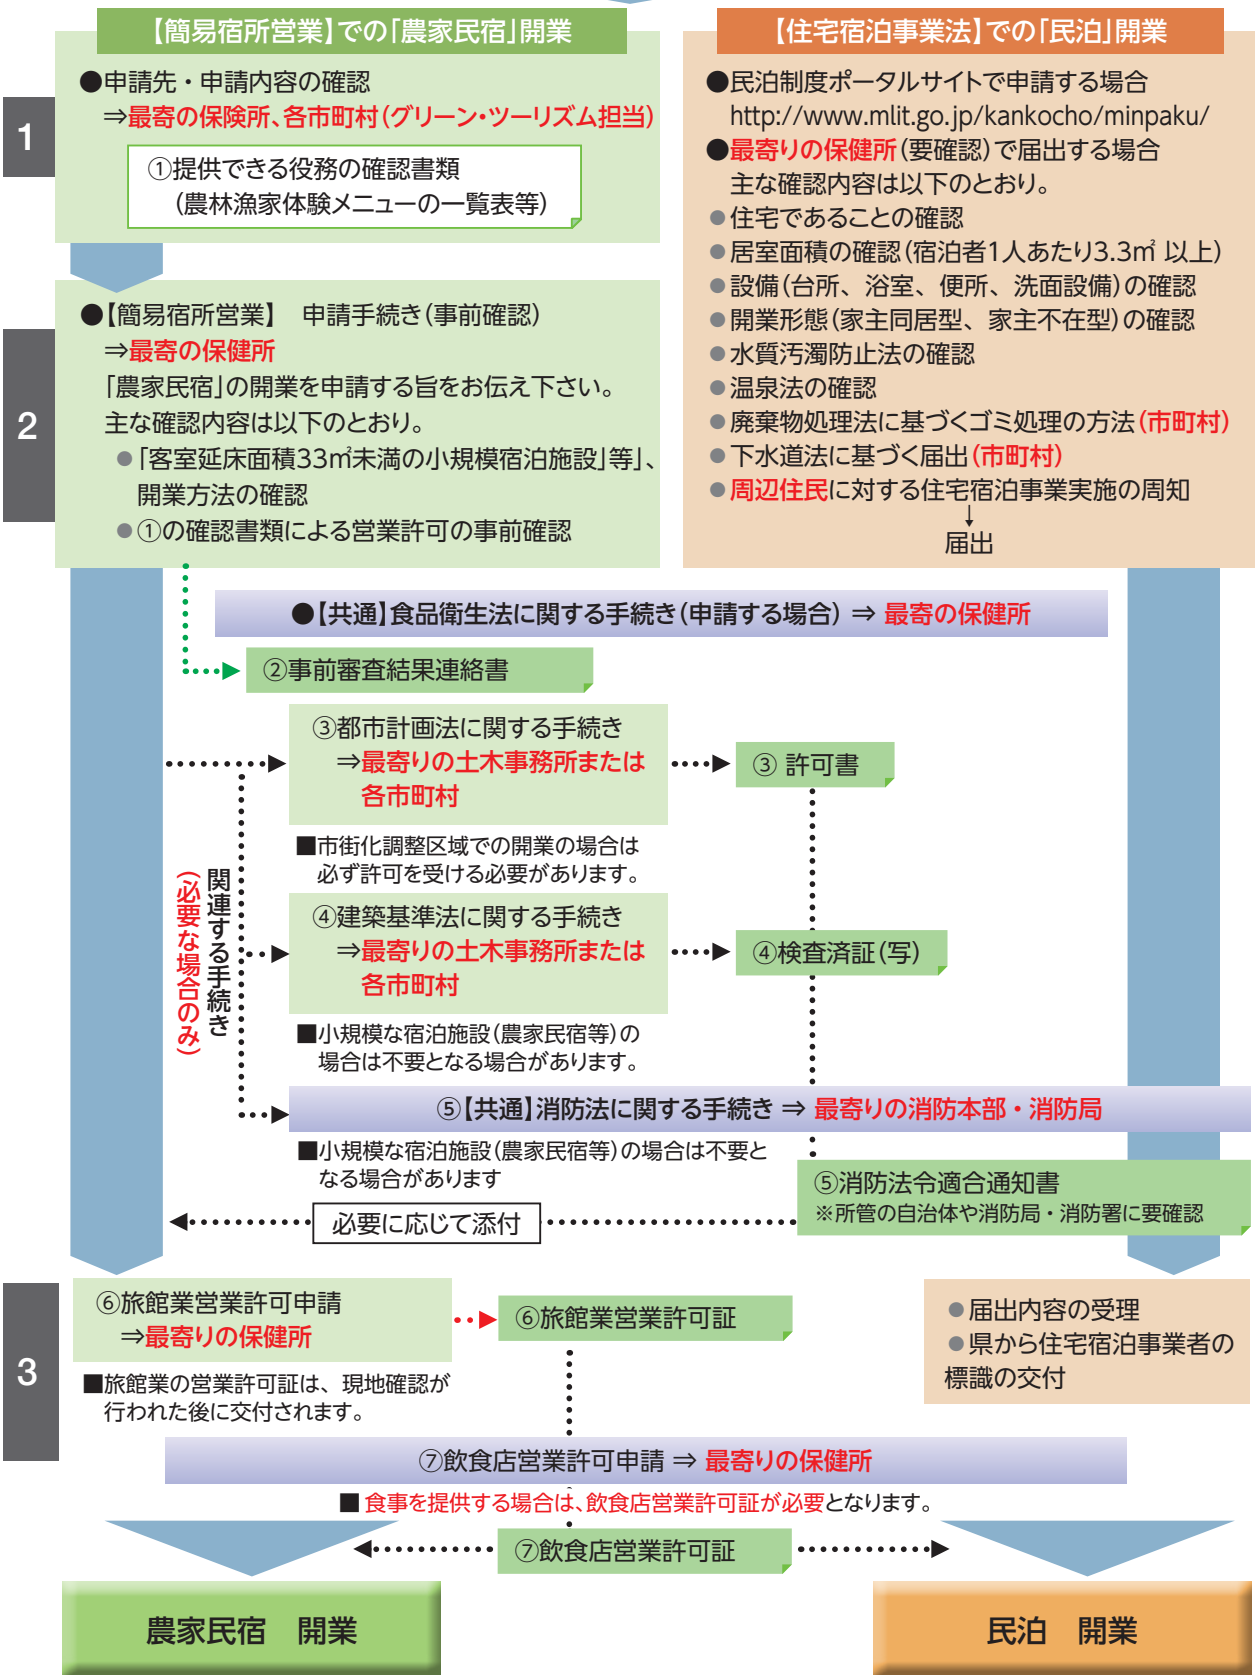 【簡易宿所営業】での「農家民宿」開業
1
●申請先・申請内容の確認
⇒最寄の保険所、各市町村(グリーン・ツーリズム担当)
①提供できる役務の確認書類
(農林漁家体験メニューの一覧表等)
2
●【簡易宿所営業】 申請手続き(事前確認)
⇒最寄の保健所
「農家民宿」の開業を申請する旨をお伝え下さい。
主な確認内容は以下のとおり。
●「客室延床面積33㎡未満の小規模宿泊施設」等」、
開業方法の確認
●①の確認書類による営業許可の事前確認
【住宅宿泊事業法】での「民泊」開業
●民泊制度ポータルサイトで申請する場合
http://www.mlit.go.jp/kankocho/minpaku/
●最寄りの保健所(要確認)で届出する場合
主な確認内容は以下のとおり。
●住宅であることの確認
●居室面積の確認(宿泊者1人あたり3.3㎡ 以上)
●設備(台所、浴室、便所、洗面設備)の確認
●開業形態(家主同居型、家主不在型)の確認
●水質汚濁防止法の確認
●温泉法の確認
●廃棄物処理法に基づくゴミ処理の方法(市町村)
●下水道法に基づく届出(市町村)
●周辺住民に対する住宅宿泊事業実施の周知
↓
届出
●【共通】食品衛生法に関する手続き(申請する場合) ⇒ 最寄の保健所
②事前審査結果連絡書
関連する手続き
(必要な場合のみ)
③都市計画法に関する手続き
⇒最寄りの土木事務所または
各市町村
③ 許可書
■市街化調整区域での開業の場合は
必ず許可を受ける必要があります。
④建築基準法に関する手続き
⇒最寄りの土木事務所または
各市町村
④検査済証(写)
■小規模な宿泊施設(農家民宿等)の
場合は不要となる場合があります。
⑤【共通】消防法に関する手続き ⇒ 最寄りの消防本部・消防局
■小規模な宿泊施設(農家民宿等)の場合は不要と
なる場合があります
⑤消防法令適合通知書
※所管の自治体や消防局・消防署に要確認
必要に応じて添付
3
⑥旅館業営業許可申請
⇒最寄りの保健所
⑥旅館業営業許可証
■旅館業の営業許可証は、現地確認が
行われた後に交付されます。
●届出内容の受理
●県から住宅宿泊事業者の
標識の交付
⑦飲食店営業許可申請 ⇒ 最寄りの保健所
■ 食事を提供する場合は、飲食店営業許可証が必要となります。
⑦飲食店営業許可証
農家民宿 開業
民泊 開業